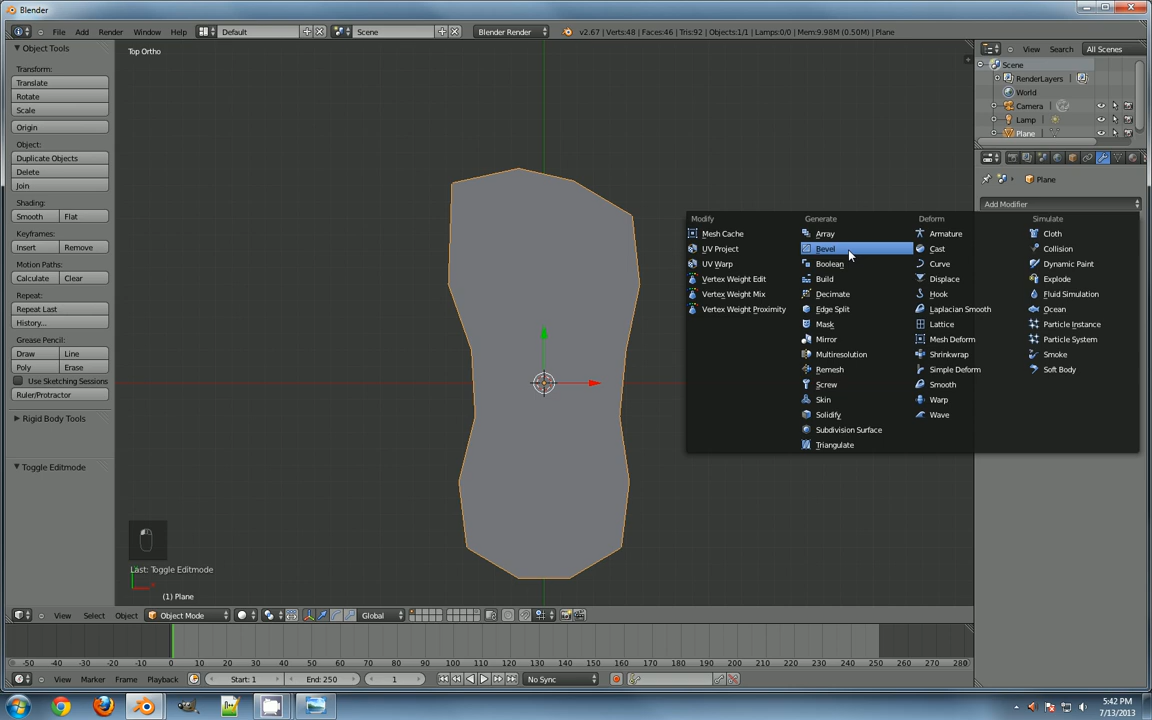 Blender
File Add Render Window Help Default Scene Blender Render v2.67 | Verts:48 | Faces:46 | Tris:92 | Objects:1/1 | Lamps:0/0 | Mem:9.98M (0.50M) | Plane View Search All Scenes
Object Tools
Transform:
Translate
Rotate
Scale
Origin
Object:
Duplicate Objects
Delete
Join
Shading:
Smooth Flat
Keyframes:
Insert Remove
Motion Paths:
Calculate Clear
Repeat:
Repeat Last
History...
Grease Pencil:
Draw Line
Poly Erase
Use Sketching Sessions
Ruler/Protractor
Rigid Body Tools
Toggle Editmode
Top Ortho
Last: Toggle Editmode
(1) Plane
Scene
RenderLayers
World
Camera
Lamp
Plane
Plane
Add Modifier
Modify Generate Deform Simulate
Mesh Cache Array Armature Cloth
UV Project Bevel Cast Collision
UV Warp Boolean Curve Dynamic Paint
Vertex Weight Edit Build Displace Explode
Vertex Weight Mix Decimate Hook Fluid Simulation
Vertex Weight Proximity Edge Split Laplacian Smooth Ocean
Mask Lattice Particle Instance
Mirror Mesh Deform Particle System
Multiresolution Shrinkwrap Smoke
Remesh Simple Deform Soft Body
Screw Smooth
Skin Warp
Solidify Wave
Subdivision Surface
Triangulate
View Select Object Object Mode Global
-50 -40 -30 -20 -10 0 10 20 30 40 50 60 70 80 90 100 110 120 130 140 150 160 170 180 190 200 210 220 230 240 250 260 270 280
View Marker Frame Playback Start: 1 End: 250 1 No Sync
5:42 PM
7/13/2013